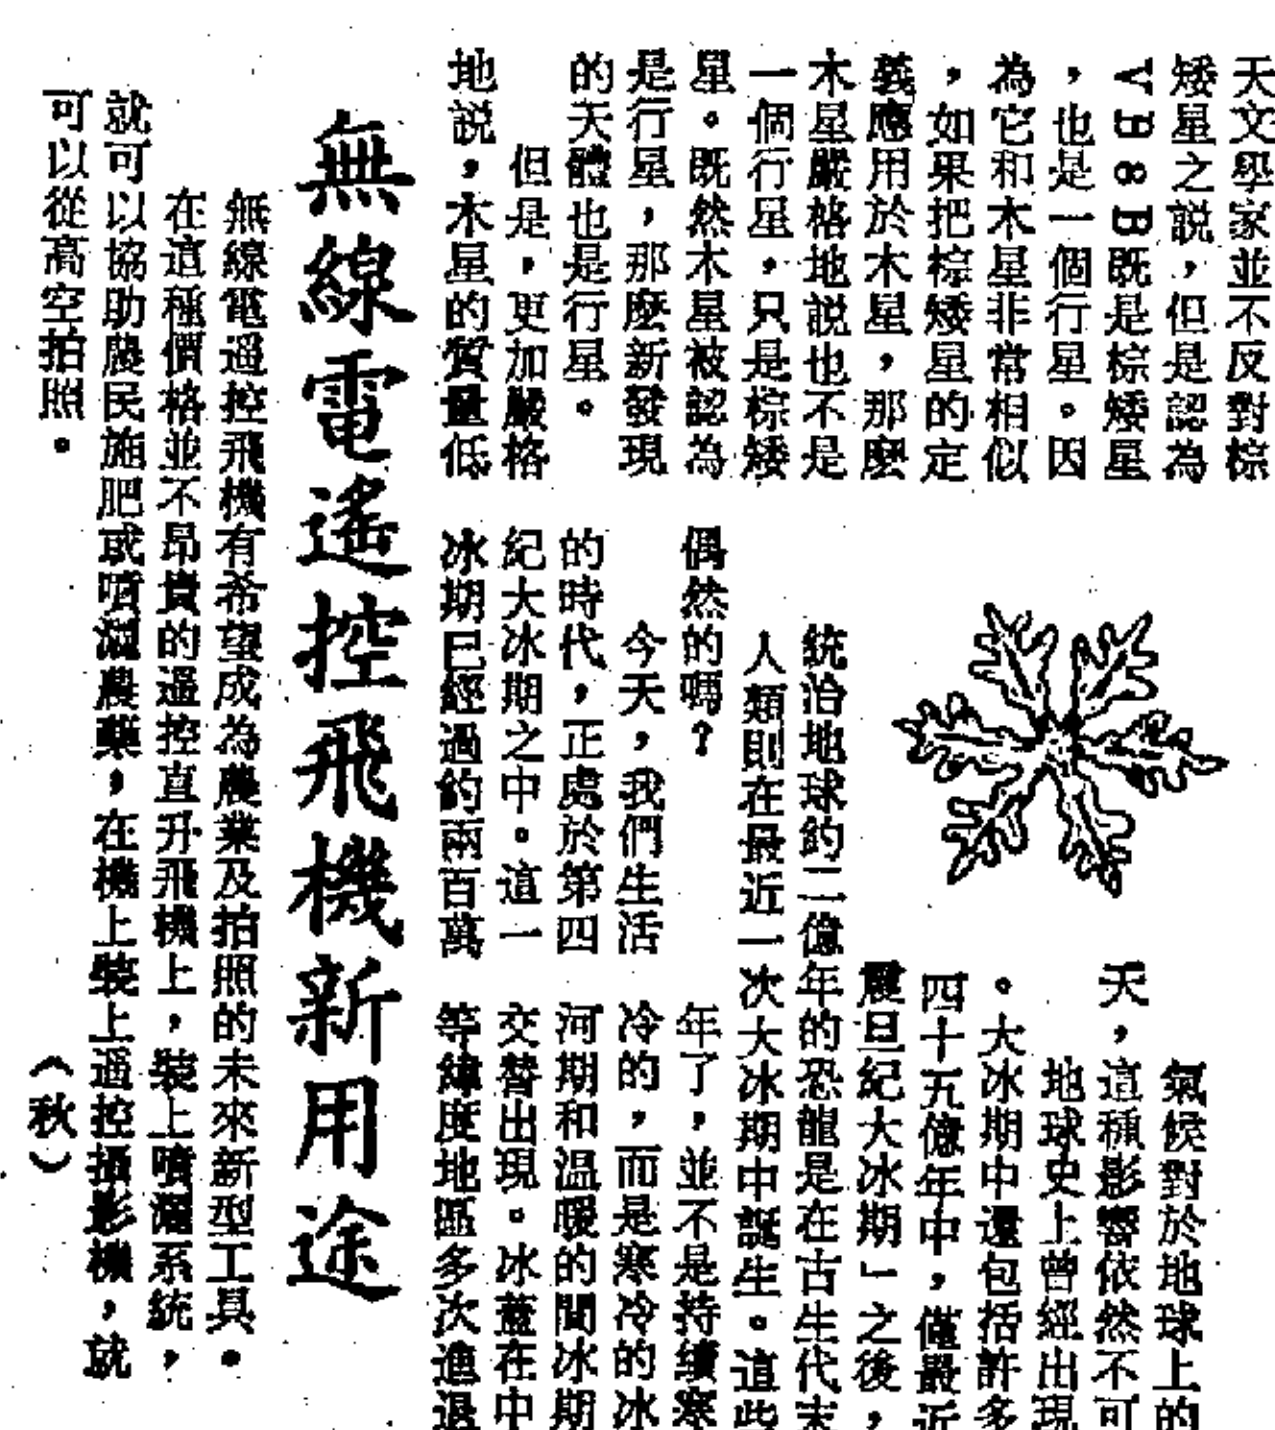 天文學家並不反對棕
矮星之説，但是認為
VB8B既是棕矮星
，也是一個行星。因
為它和木星非常相似
，如果把棕矮星的定
義應用於木星，那麼
木星嚴格地説也不是
一個行星，只是棕矮
星。既然木星被認為
是行星，那麼新發現
的天體也是行星。
但是，更加嚴格
地説，木星的質量低
氣候對於地球上的
天，這種影響依然不可
地球史上曾經出現
。大冰期中還包括許多
四十五億年中，僅最近
震旦紀大冰期」之後，
統治地球約二億年的恐龍是在古生代末
人類則在最近一次大冰期中誕生。這些
偶然的嗎？
今天，我們生活
的時代，正處於第四
紀大冰期之中。這一
冰期已經過約兩百萬
年了，並不是持續寒
冷的，而是寒冷的冰
河期和温暖的間冰期
交替出現。冰蓋在中
等緯度地區多次進退
無線電遙控飛機新用途
無線電遙控飛機有希望成為農業及拍照的未來新型工具。
在這種價格並不昂貴的遙控直升飛機上，裝上噴灑系統，
就可以協助農民施肥或噴灑農藥，在機上裝上遙控攝影機，就
可以從高空拍照。
（秋）